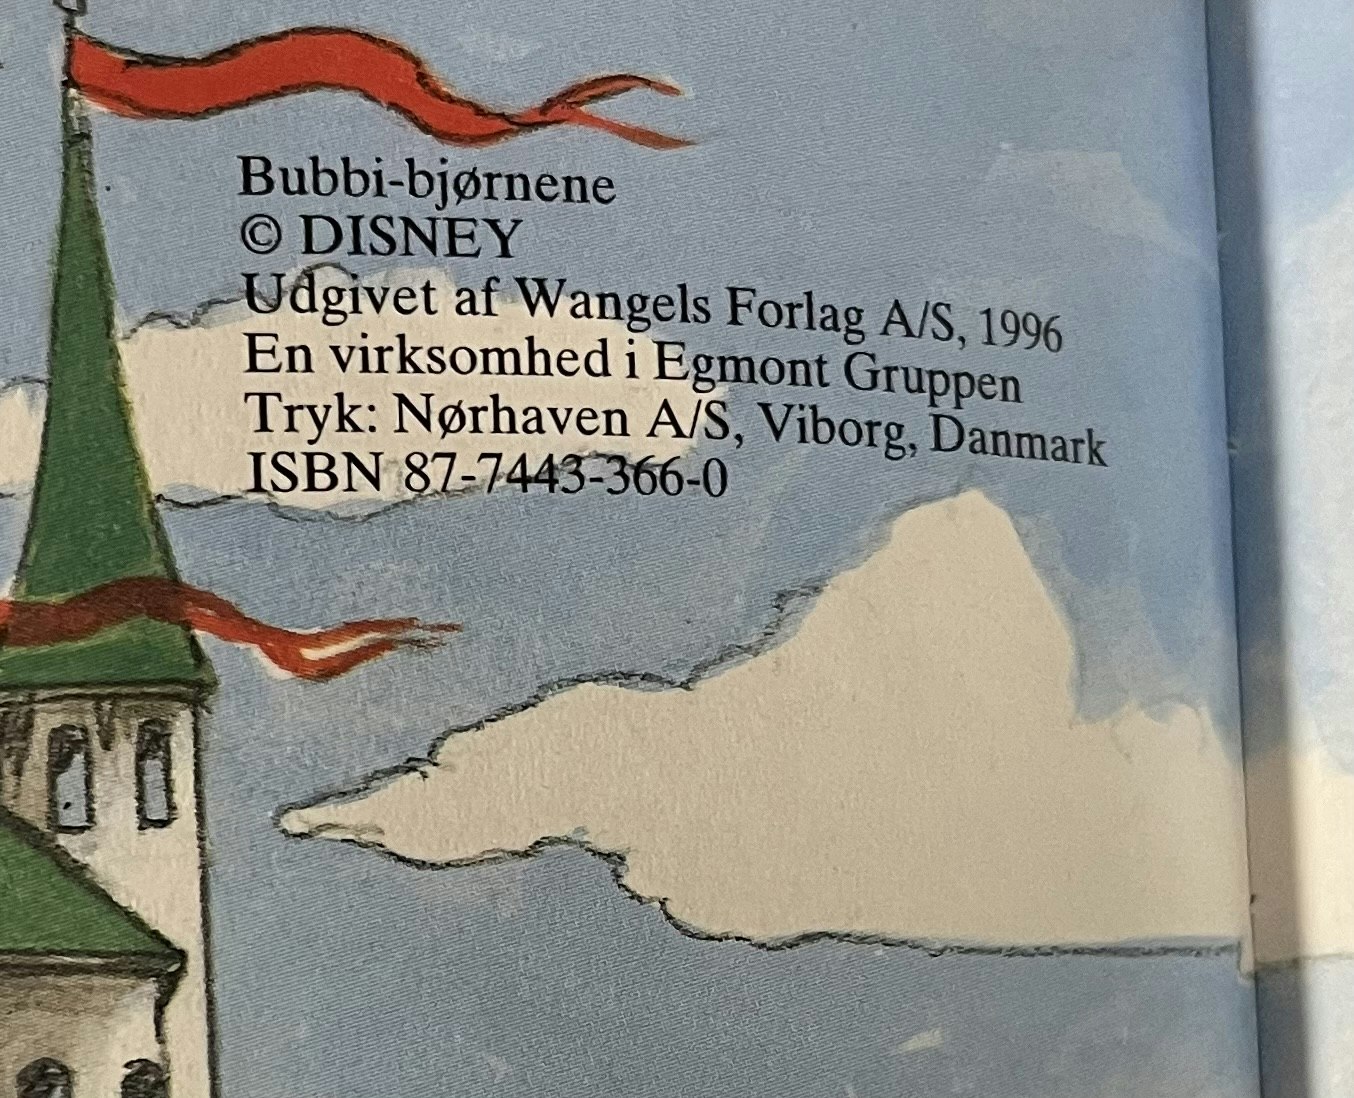 Bubbi-bjørnene
© DISNEY
Udgivet af Wangels Forlag A/S, 1996
En virksomhed i Egmont Gruppen
Tryk: Nørhaven A/S, Viborg, Danmark
ISBN 87-7443-366-0